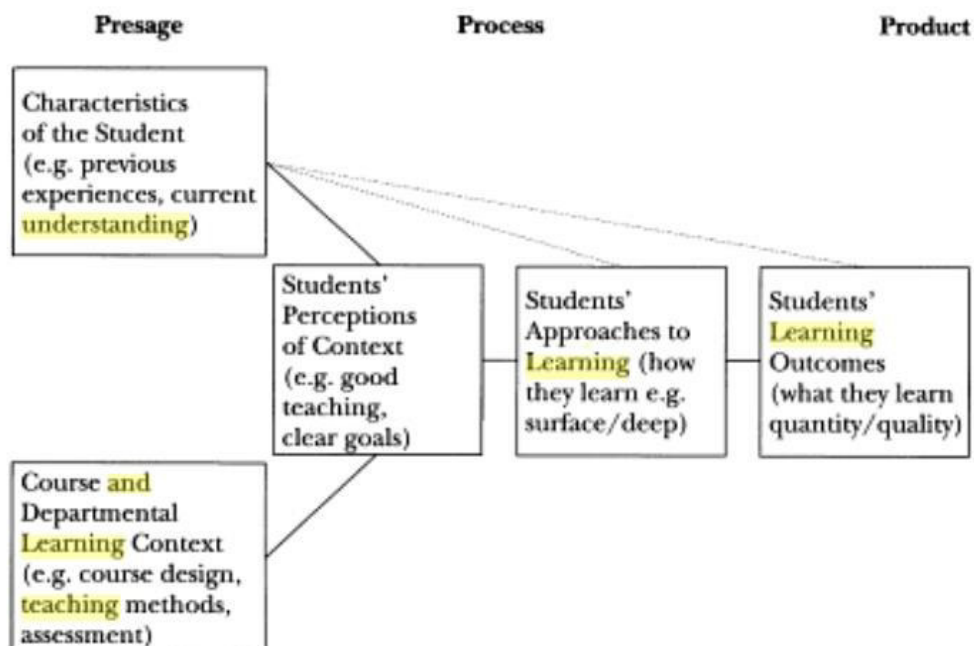 Presage Process Product
Characteristics
of the Student
(e.g. previous
experiences, current
understanding)
Students'
Perceptions
of Context
(e.g. good
teaching,
clear goals)
Students'
Approaches to
Learning (how
they learn e.g.
surface/deep)
Students'
Learning
Outcomes
(what they learn
quantity/quality)
Course and
Departmental
Learning Context
(e.g. course design,
teaching methods,
assessment)